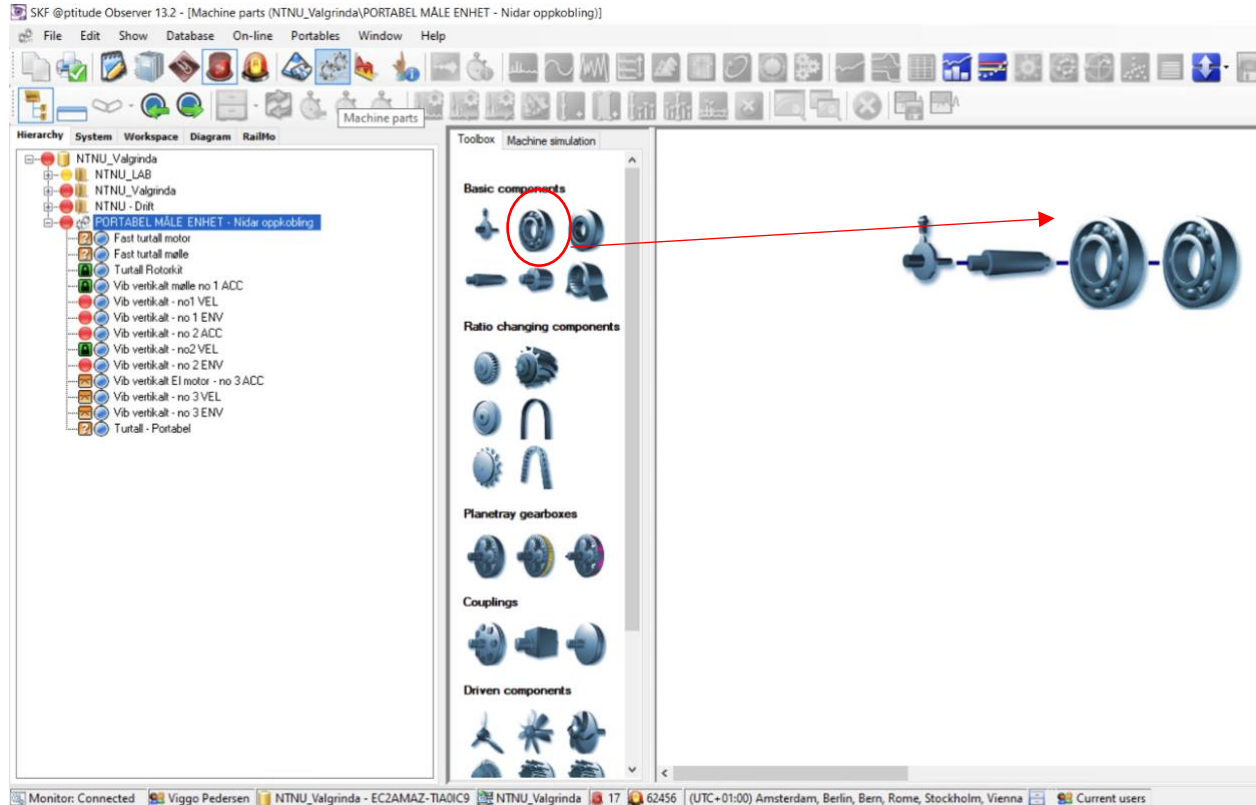 SKF @ptitude Observer 13.2 - [Machine parts (NTNU_Valgrinda\PORTABEL MÅLE ENHET - Nidar oppkobling)]
File Edit Show Database On-line Portables Window Help
Machine parts
Hierarchy System Workspace Diagram RailMo
NTNU_Valgrinda
NTNU_LAB
NTNU_Valgrinda
NTNU - Drift
PORTABEL MÅLE ENHET - Nidar oppkobling
Fast turtall motor
Fast turtall mølle
Turtall Rotorkit
Vib vertikalt mølle no 1 ACC
Vib vertikalt - no1 VEL
Vib vertikalt - no 1 ENV
Vib vertikalt - no 2 ACC
Vib vertikalt - no2 VEL
Vib vertikalt - no 2 ENV
Vib vertikalt El motor - no 3 ACC
Vib vertikalt - no 3 VEL
Vib vertikalt - no 3 ENV
Turtall - Portabel
Toolbox Machine simulation
Basic components
Ratio changing components
Planetray gearboxes
Couplings
Driven components
Monitor: Connected Viggo Pedersen NTNU_Valgrinda - EC2AMAZ-TIA0IC9 NTNU_Valgrinda 17 62456 (UTC+01:00) Amsterdam, Berlin, Bern, Rome, Stockholm, Vienna Current users